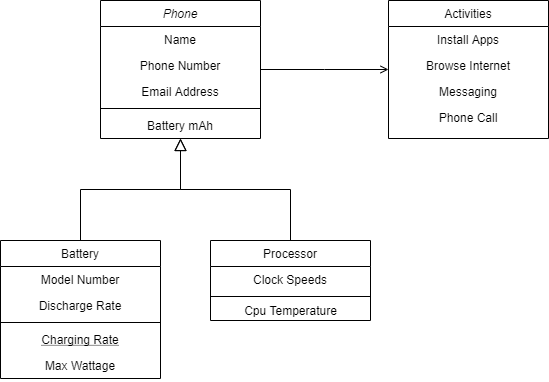 Phone
Name
Phone Number
Email Address
Battery mAh
Activities
Install Apps
Browse Internet
Messaging
Phone Call
Battery
Model Number
Discharge Rate
Charging Rate
Max Wattage
Processor
Clock Speeds
Cpu Temperature